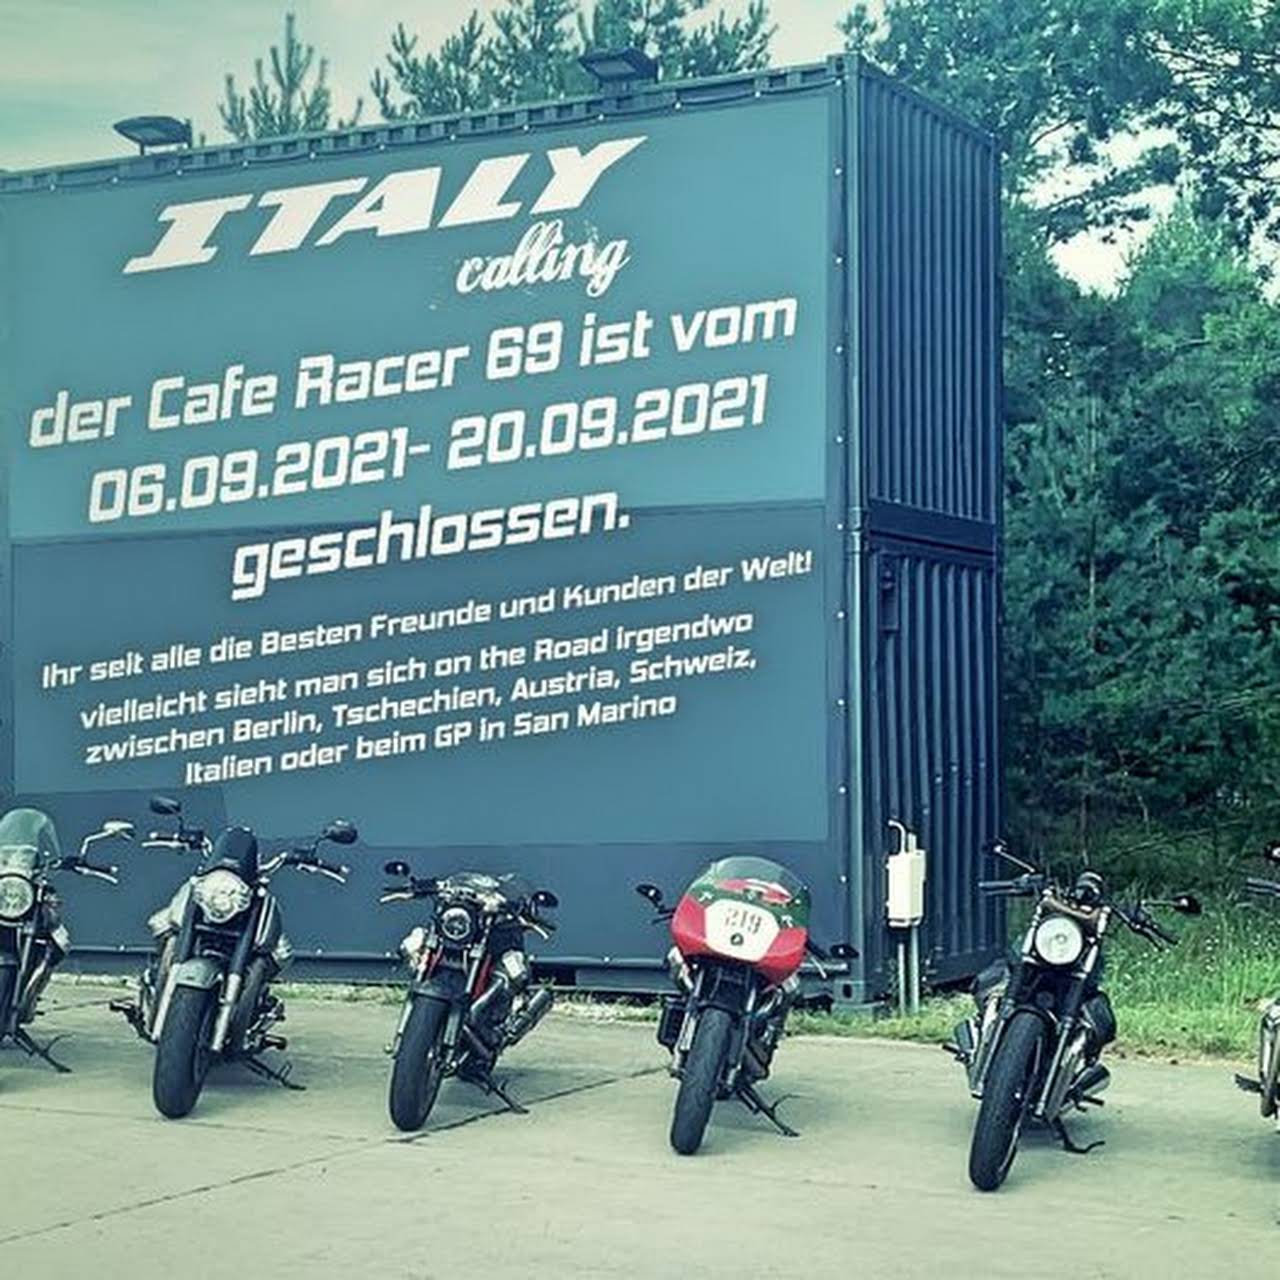 ITALY
calling
der Cafe Racer 69 ist vom
06.09.2021- 20.09.2021
geschlossen.
Ihr seit alle die Besten Freunde und Kunden der Welt!
vielleicht sieht man sich on the Road irgendwo
zwischen Berlin, Tschechien, Austria, Schweiz,
Italien oder beim GP in San Marino
219